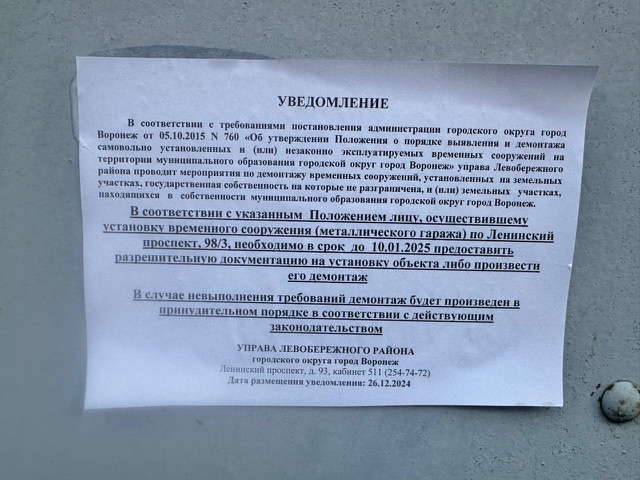 УВЕДОМЛЕНИЕ
В соответствии с требованиями постановления администрации городского округа город
Воронеж от 05.10.2015 N 760 «Об утверждении Положения о порядке выявления и демонтажа
самовольно установленных и (или) незаконно эксплуатируемых временных сооружений на
территории муниципального образования городской округ город Воронеж» управа Левобережного
района проводит мероприятия по демонтажу временных сооружений, установленных на земельных
участках, государственная собственность на которые не разграничена, и (или) земельных участках,
находящихся в собственности муниципального образования городской округ город Воронеж.
В соответствии с указанным Положением лицу, осуществившему
установку временного сооружения (металлического гаража) по Ленинский
проспект, 98/3, необходимо в срок до 10.01.2025 предоставить
разрешительную документацию на установку объекта либо произвести
его демонтаж
В случае невыполнения требований демонтаж будет произведен в
принудительном порядке в соответствии с действующим
законодательством
УПРАВА ЛЕВОБЕРЕЖНОГО РАЙОНА
городского округа город Воронеж
Ленинский проспект, д. 93, кабинет 511 (254-74-72)
Дата размещения уведомления: 26.12.2024